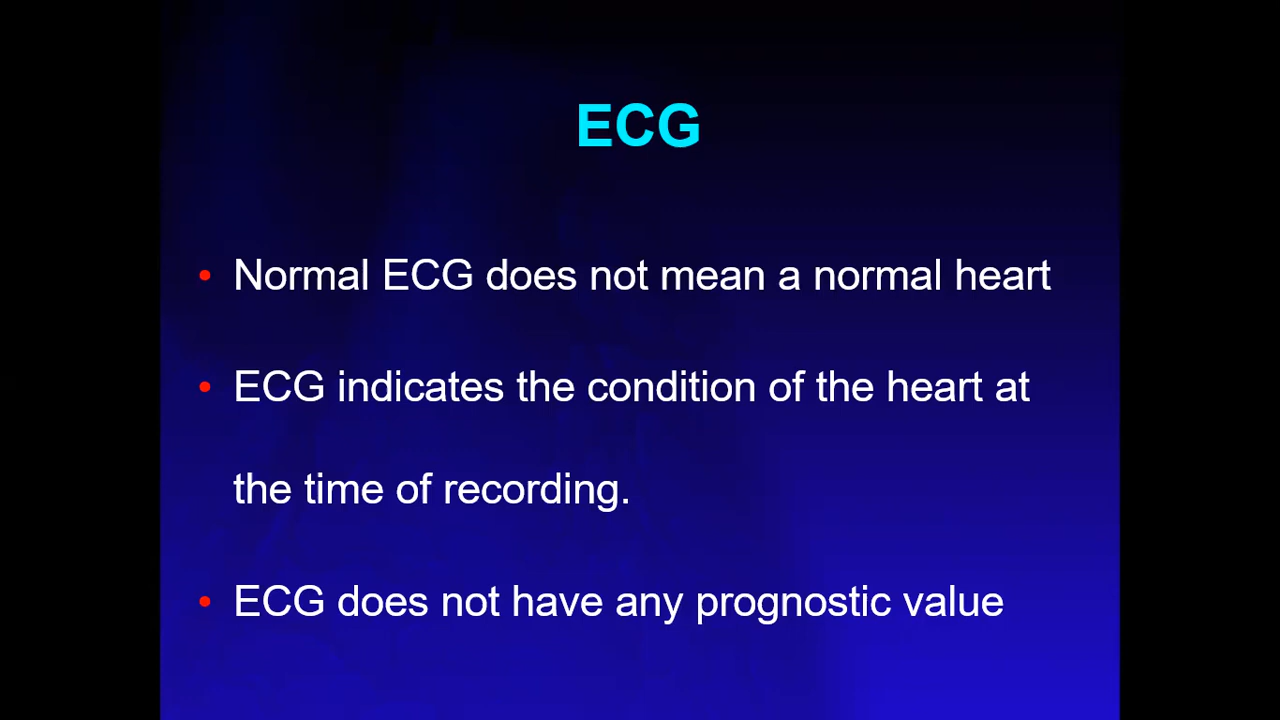 ECG
• Normal ECG does not mean a normal heart
• ECG indicates the condition of the heart at
the time of recording.
• ECG does not have any prognostic value